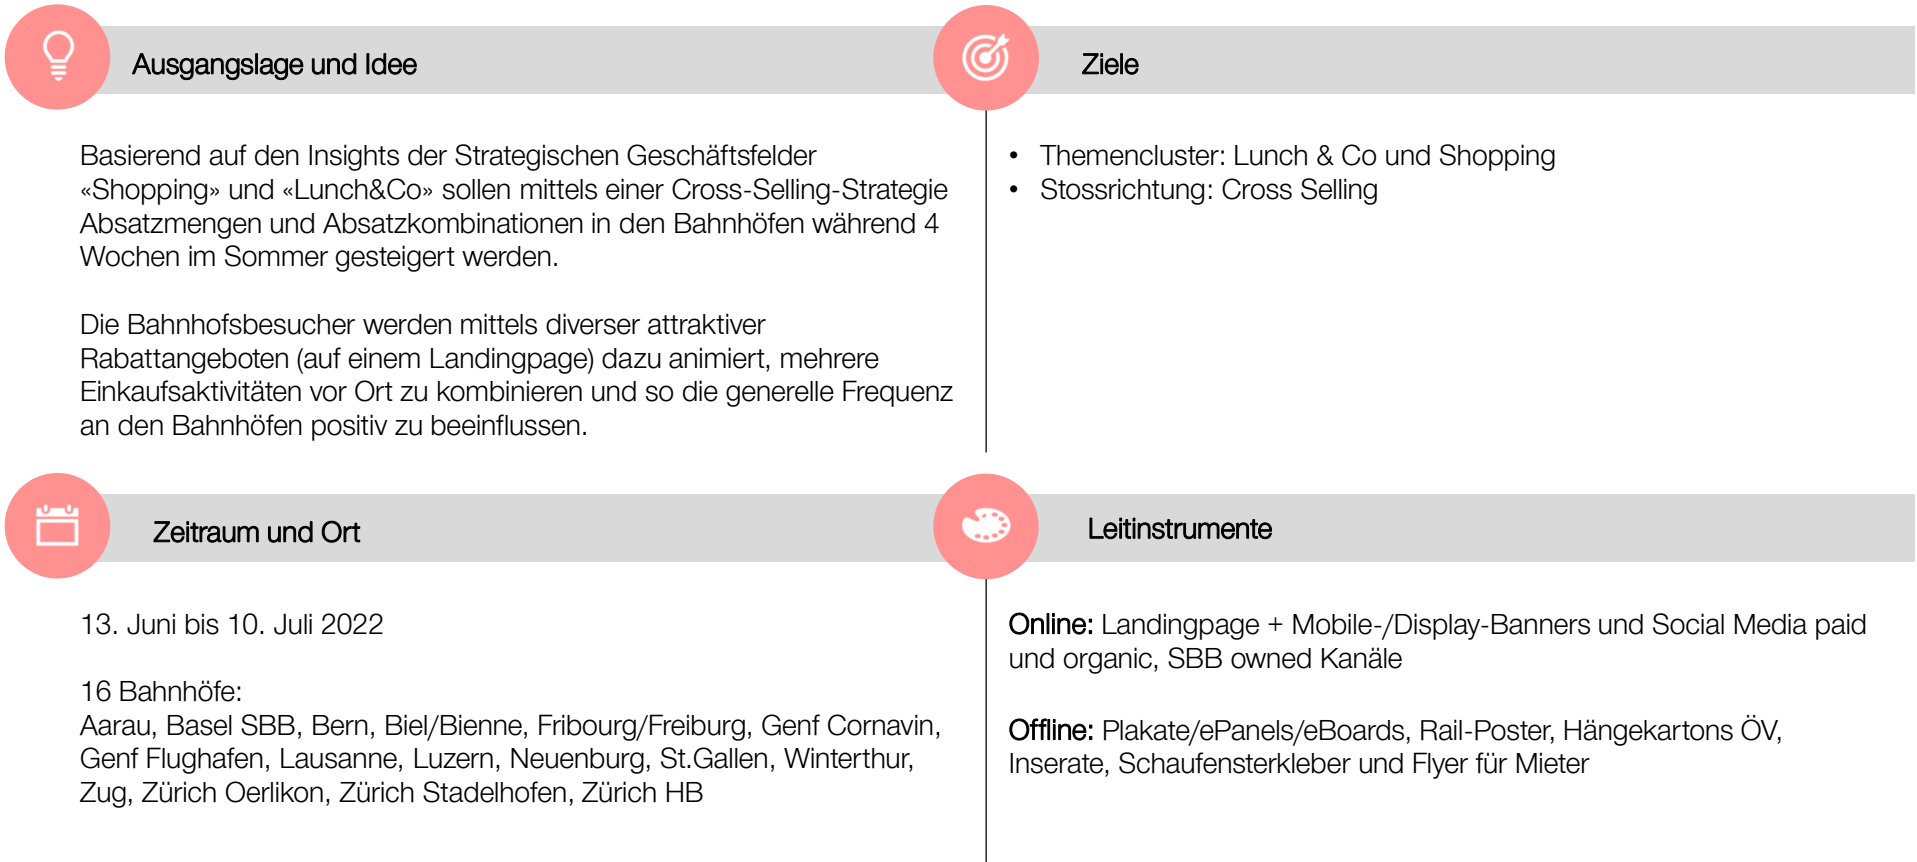 Ausgangslage und Idee
Basierend auf den Insights der Strategischen Geschäftsfelder
«Shopping» und «Lunch&Co» sollen mittels einer Cross-Selling-Strategie
Absatzmengen und Absatzkombinationen in den Bahnhöfen während 4
Wochen im Sommer gesteigert werden.
Die Bahnhofsbesucher werden mittels diverser attraktiver
Rabattangeboten (auf einem Landingpage) dazu animiert, mehrere
Einkaufsaktivitäten vor Ort zu kombinieren und so die generelle Frequenz
an den Bahnhöfen positiv zu beeinflussen.
Ziele
• Themencluster: Lunch & Co und Shopping
• Stossrichtung: Cross Selling
Zeitraum und Ort
13. Juni bis 10. Juli 2022
16 Bahnhöfe:
Aarau, Basel SBB, Bern, Biel/Bienne, Fribourg/Freiburg, Genf Cornavin,
Genf Flughafen, Lausanne, Luzern, Neuenburg, St.Gallen, Winterthur,
Zug, Zürich Oerlikon, Zürich Stadelhofen, Zürich HB
Leitinstrumente
Online: Landingpage + Mobile-/Display-Banners und Social Media paid
und organic, SBB owned Kanäle
Offline: Plakate/ePanels/eBoards, Rail-Poster, Hängekartons ÖV,
Inserate, Schaufensterkleber und Flyer für Mieter